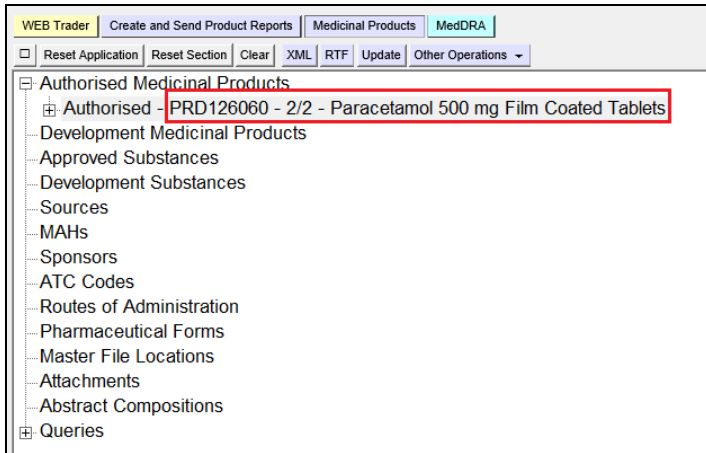 WEB Trader Create and Send Product Reports Medicinal Products MedDRA
Reset Application Reset Section Clear XML RTF Update Other Operations
Authorised Medicinal Products
Authorised - PRD126060 - 2/2 - Paracetamol 500 mg Film Coated Tablets
Development Medicinal Products
Approved Substances
Development Substances
Sources
MAHs
Sponsors
ATC Codes
Routes of Administration
Pharmaceutical Forms
Master File Locations
Attachments
Abstract Compositions
Queries